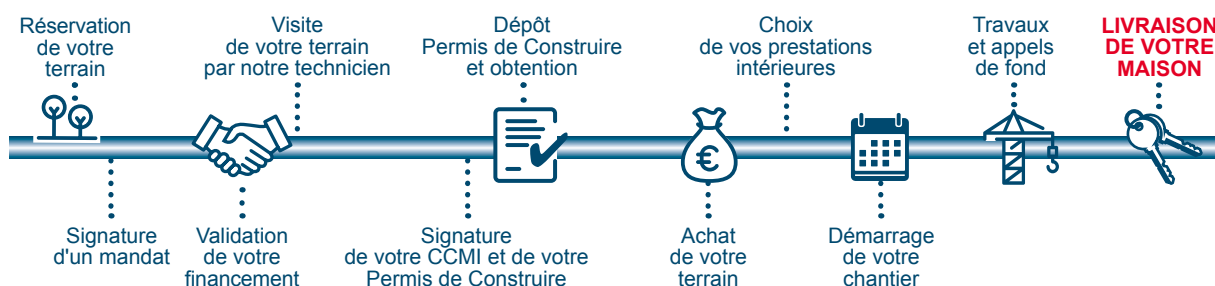 Réservation
de votre
terrain
Visite
de votre terrain
par notre technicien
Dépôt
Permis de Construire
et obtention
Choix
de vos prestations
intérieures
Travaux
et appels
de fond
LIVRAISON
DE VOTRE
MAISON
€
Signature
d'un mandat
Validation
de votre
financement
Signature
de votre CCMI et de votre
Permis de Construire
Achat
de votre
terrain
Démarrage
de votre
chantier